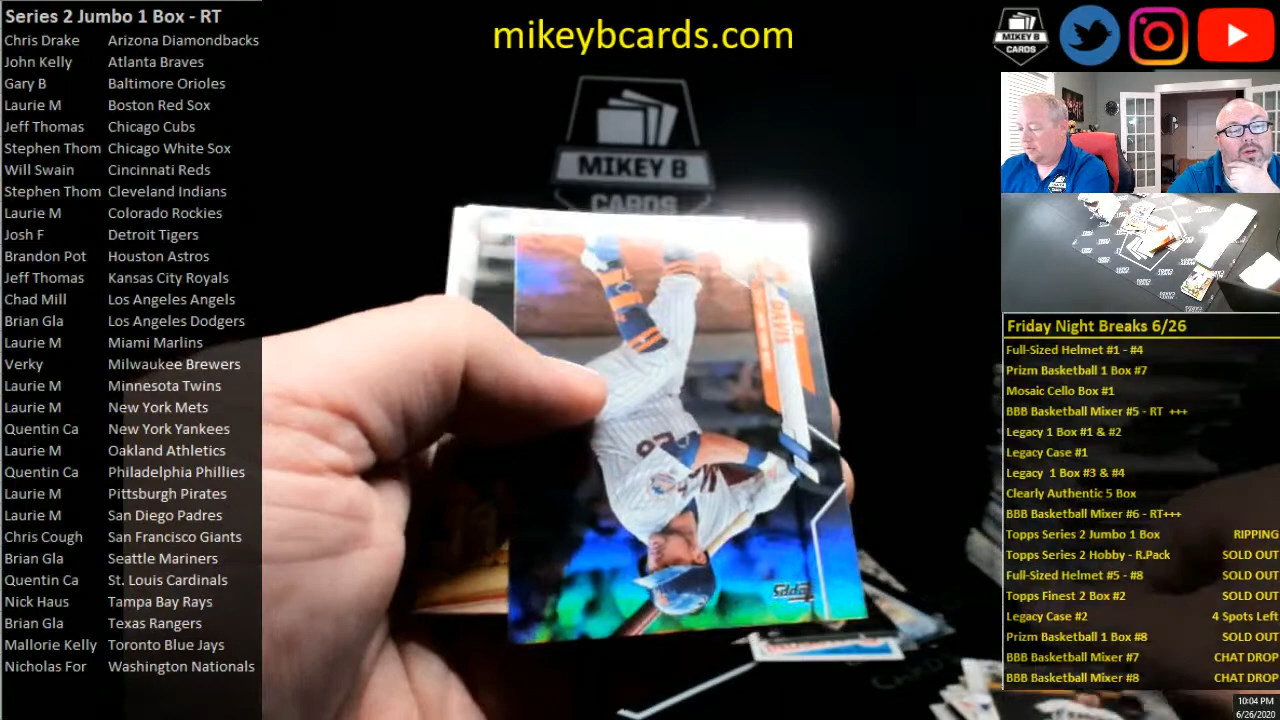 Series 2 Jumbo 1 Box - RT
Chris Drake Arizona Diamondbacks
John Kelly Atlanta Braves
Gary B Baltimore Orioles
Laurie M Boston Red Sox
Jeff Thomas Chicago Cubs
Stephen Thom Chicago White Sox
Will Swain Cincinnati Reds
Stephen Thom Cleveland Indians
Laurie M Colorado Rockies
Josh F Detroit Tigers
Brandon Pot Houston Astros
Jeff Thomas Kansas City Royals
Chad Mill Los Angeles Angels
Brian Gla Los Angeles Dodgers
Laurie M Miami Marlins
Verky Milwaukee Brewers
Laurie M Minnesota Twins
Laurie M New York Mets
Quentin Ca New York Yankees
Laurie M Oakland Athletics
Quentin Ca Philadelphia Phillies
Laurie M Pittsburgh Pirates
Laurie M San Diego Padres
Chris Cough San Francisco Giants
Brian Gla Seattle Mariners
Quentin Ca St. Louis Cardinals
Nick Haus Tampa Bay Rays
Brian Gla Texas Rangers
Mallorie Kelly Toronto Blue Jays
Nicholas For Washington Nationals
mikeybcards.com
MIKEY B
CARDS
DAVIS
28
Topps
MIKEY B
CARDS
Friday Night Breaks 6/26
Full-Sized Helmet #1 - #4
Prizm Basketball 1 Box #7
Mosaic Cello Box #1
BBB Basketball Mixer #5 - RT +++
Legacy 1 Box #1 & #2
Legacy Case #1
Legacy 1 Box #3 & #4
Clearly Authentic 5 Box
BBB Basketball Mixer #6 - RT+++
Topps Series 2 Jumbo 1 Box RIPPING
Topps Series 2 Hobby - R.Pack SOLD OUT
Full-Sized Helmet #5 - #8 SOLD OUT
Topps Finest 2 Box #2 SOLD OUT
Legacy Case #2 4 Spots Left
Prizm Basketball 1 Box #8 SOLD OUT
BBB Basketball Mixer #7 CHAT DROP
BBB Basketball Mixer #8 CHAT DROP
10:04 PM
6/26/2020